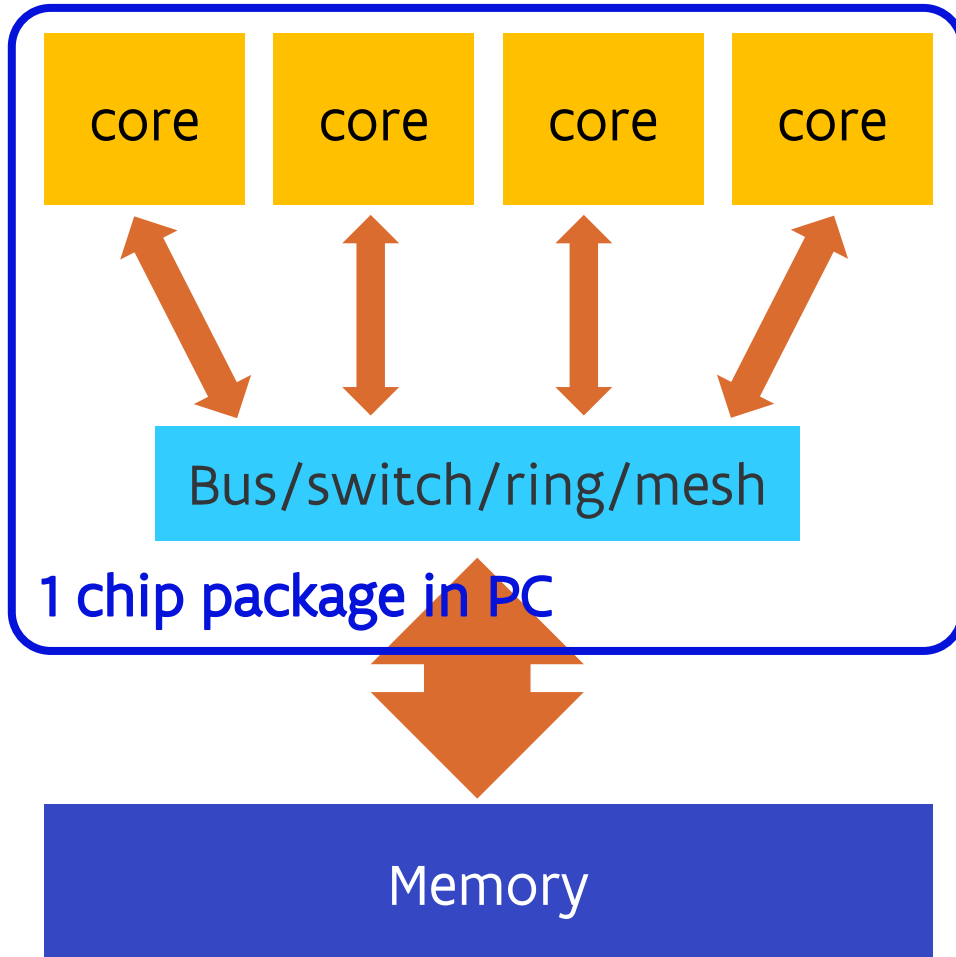 core
core
core
core
Bus/switch/ring/mesh
1 chip package in PC
Memory